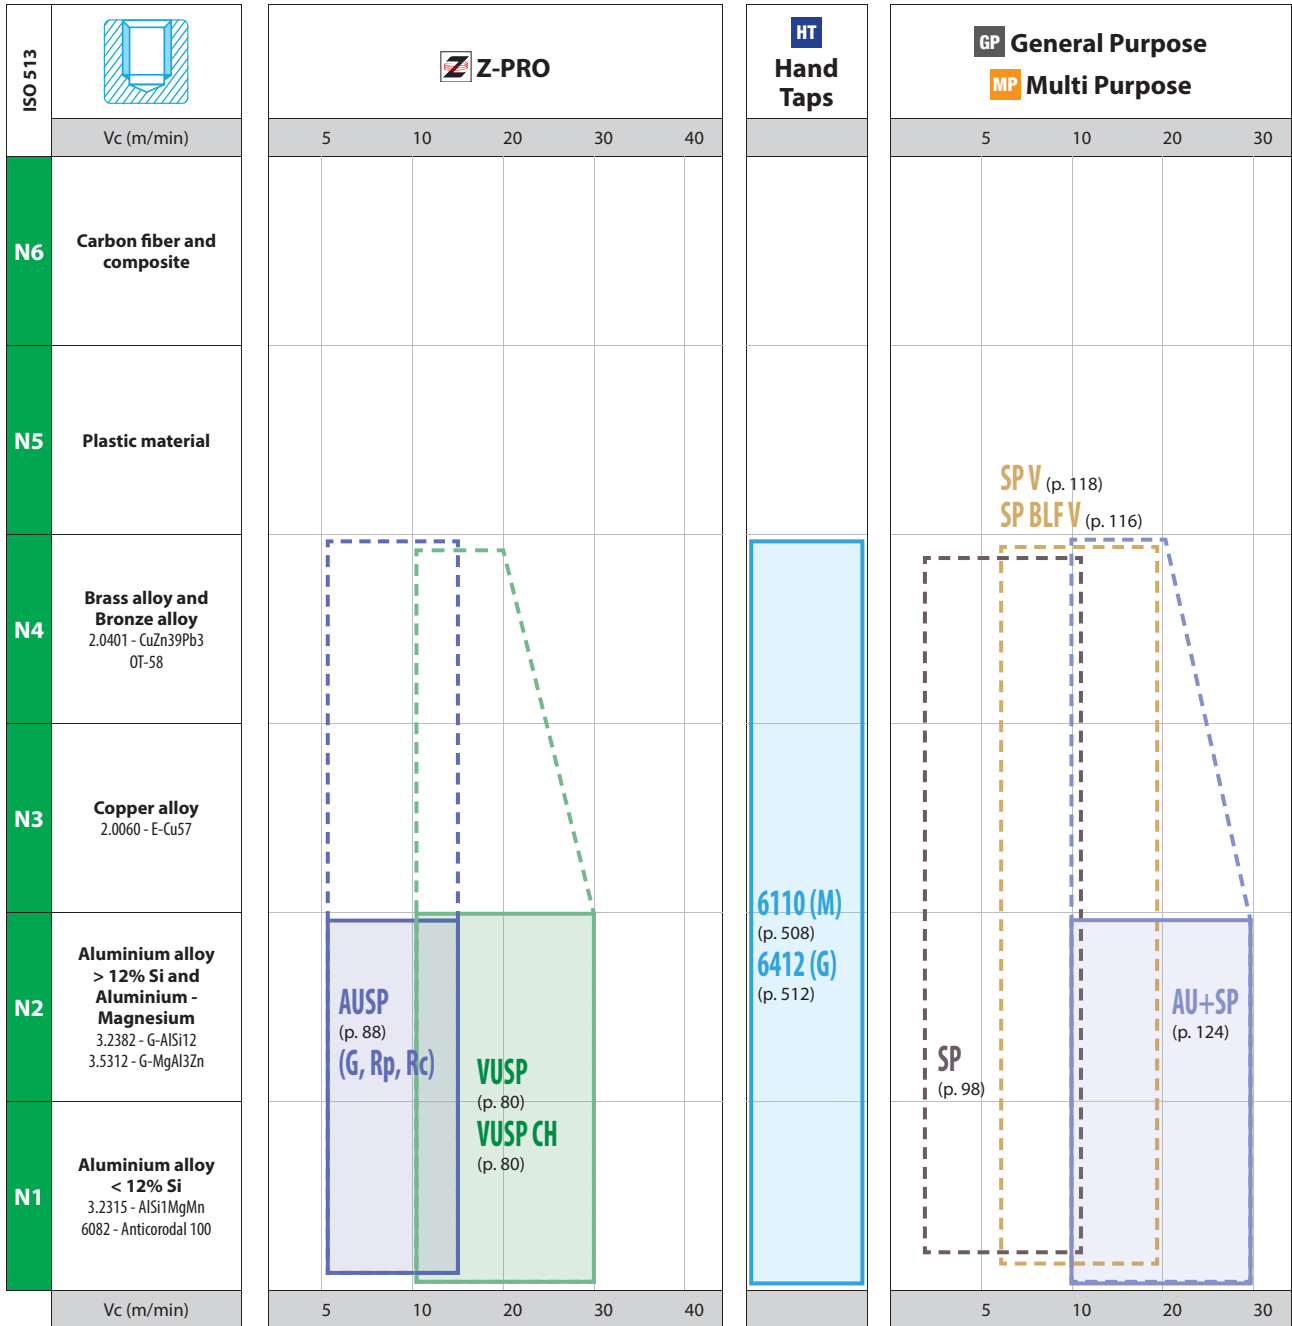 ISO 513
Z Z-PRO
HT
Hand
Taps
GP General Purpose
MP Multi Purpose
Vc (m/min)
5 10 20 30 40
5 10 20 30
N6
Carbon fiber and
composite
N5
Plastic material
SP V (p. 118)
SP BLF V (p. 116)
N4
Brass alloy and
Bronze alloy
2.0401 - CuZn39Pb3
OT-58
N3
Copper alloy
2.0060 - E-Cu57
6110 (M)
(p. 508)
6412 (G)
(p. 512)
N2
Aluminium alloy
> 12% Si and
Aluminium -
Magnesium
3.2382 - G-AlSi12
3.5312 - G-MgAl3Zn
AUSP
(p. 88)
(G, Rp, Rc)
VUSP
(p. 80)
VUSP CH
(p. 80)
SP
(p. 98)
AU+SP
(p. 124)
N1
Aluminium alloy
< 12% Si
3.2315 - AlSi1MgMn
6082 - Anticorodal 100
Vc (m/min)
5 10 20 30 40
5 10 20 30